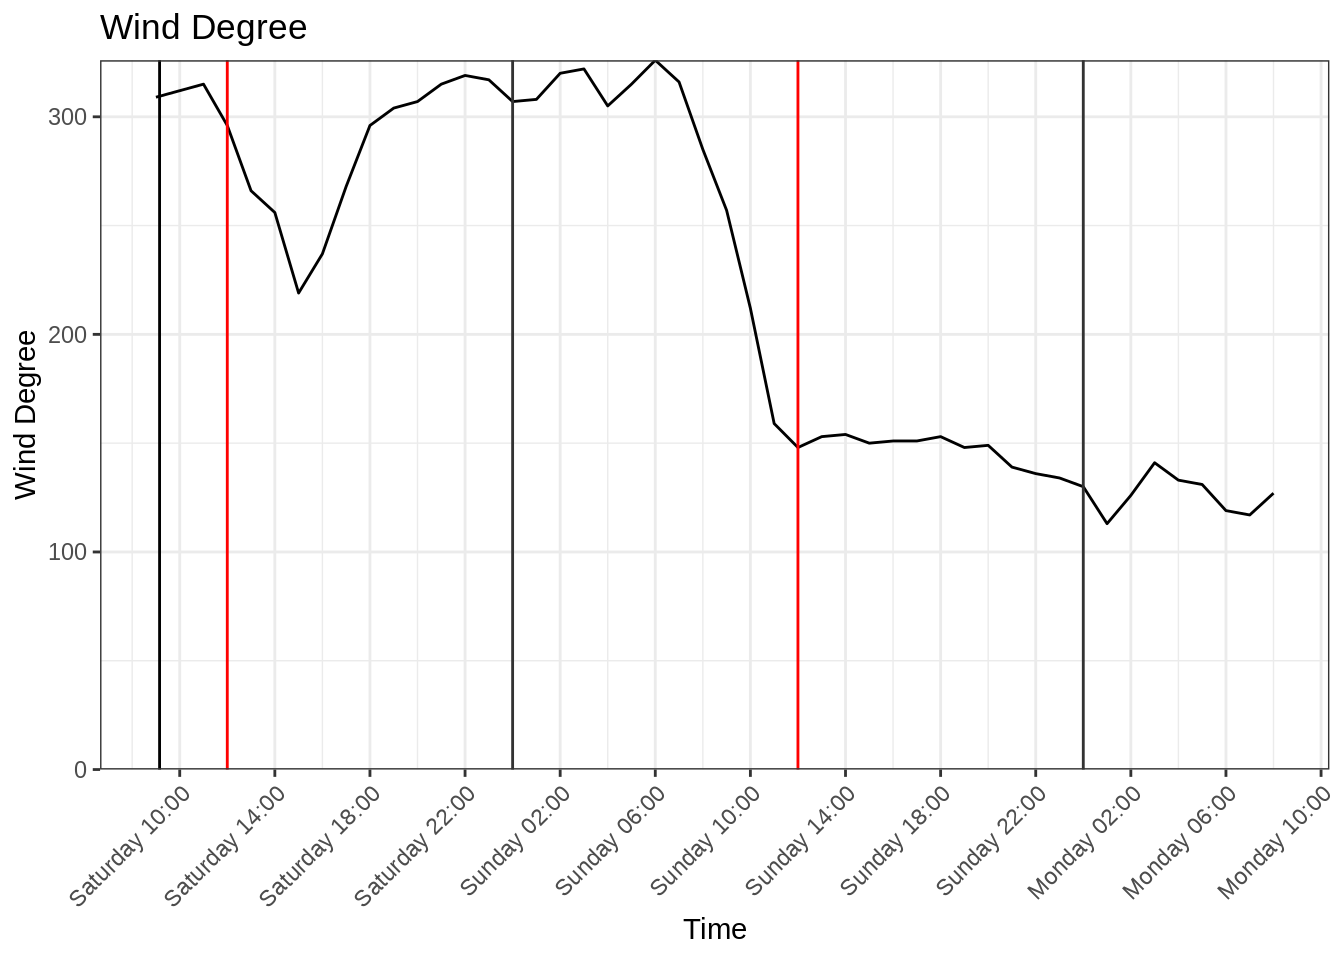 Wind Degree
Wind Degree
300
200
100
0
Saturday 10:00
Saturday 14:00
Saturday 18:00
Saturday 22:00
Sunday 02:00
Sunday 06:00
Sunday 10:00
Sunday 14:00
Sunday 18:00
Sunday 22:00
Monday 02:00
Monday 06:00
Monday 10:00
Time